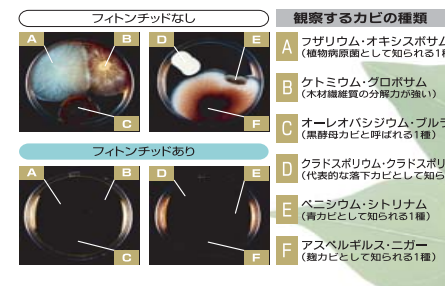 フィトンチッドなし
A
B
C
D
E
F
フィトンチッドあり
A
B
C
D
E
F
観察するカビの種類
A フザリウム・オキシスポサム
（植物病原菌として知られる1種
B ケトミウム・グロボサム
（木材繊維質の分解力が強い）
C オーレオバシジウム・プルラ
（黒酵母カビと呼ばれる1種）
D クラドスポリウム・クラドスポリ
（代表的な落下カビとして知ら
E ペニシウム・シトリナム
（青カビとして知られる1種）
F アスペルギルス・ニガー
（麹カビとして知られる1種）